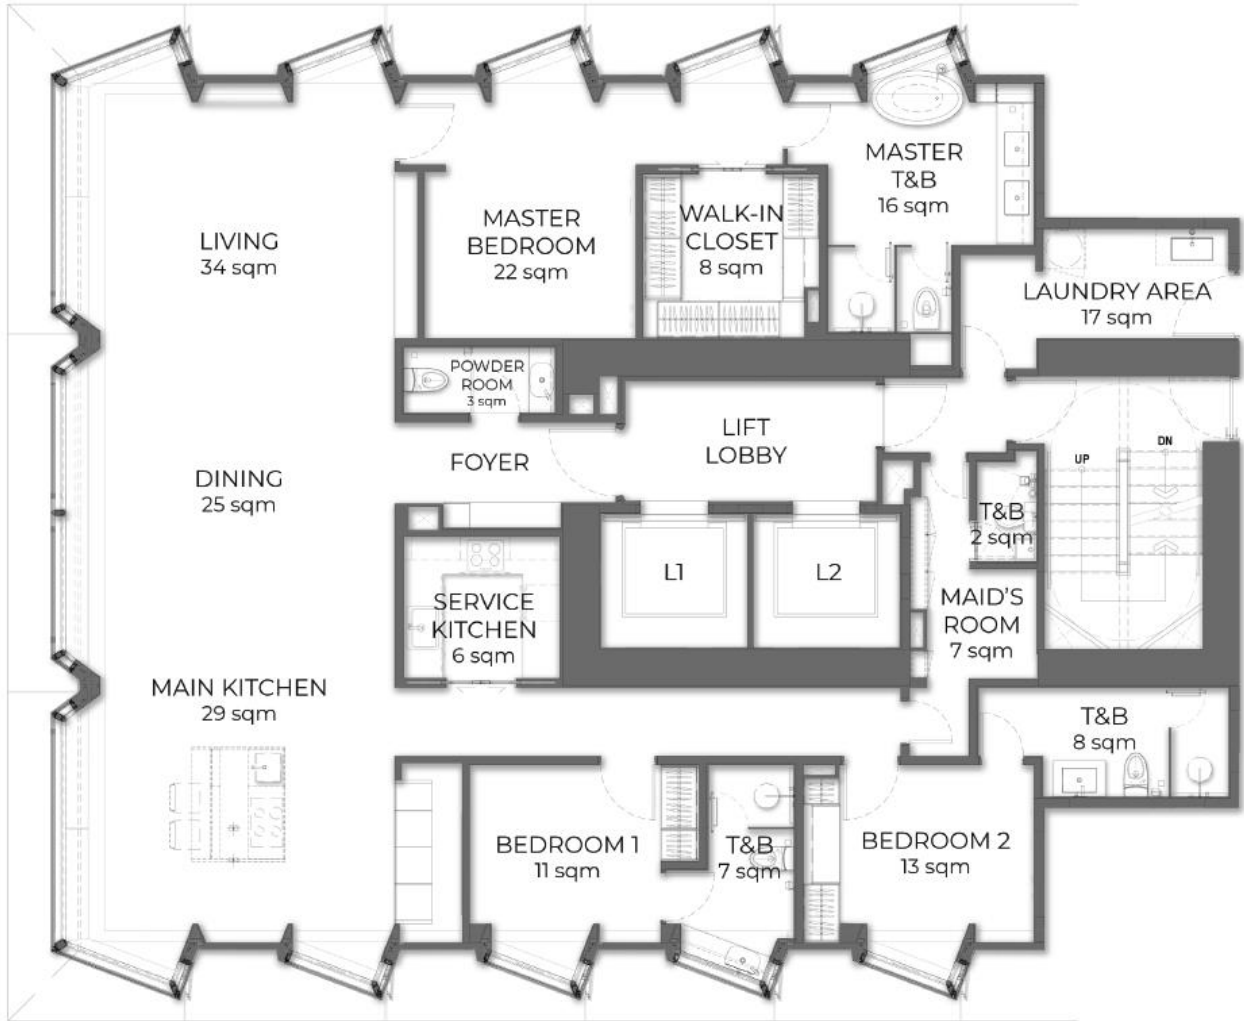 MASTER
T&B
16 sqm
LIVING
34 sqm
MASTER
BEDROOM
22 sqm
WALK-IN
CLOSET
8 sqm
LAUNDRY AREA
17 sqm
POWDER
ROOM
3 sqm
FOYER
LIFT
LOBBY
DINING
25 sqm
UP
DN
T&B
2 sqm
L1
L2
SERVICE
KITCHEN
6 sqm
MAID'S
ROOM
7 sqm
MAIN KITCHEN
29 sqm
T&B
8 sqm
BEDROOM 1
11 sqm
T&B
7 sqm
BEDROOM 2
13 sqm